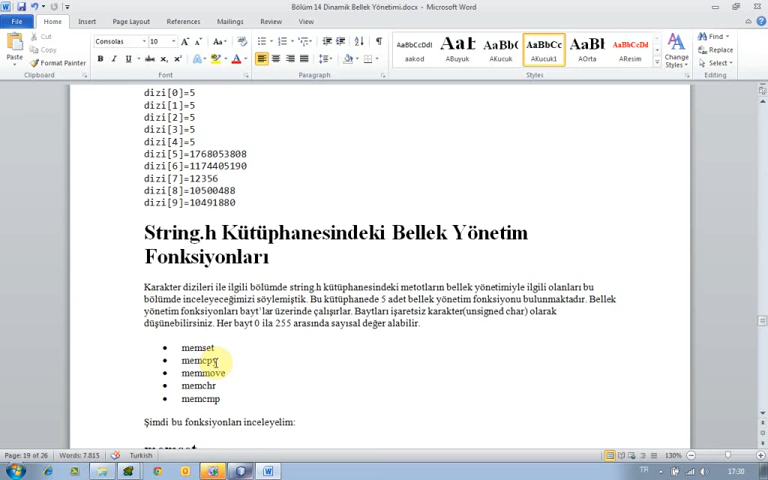 Bölüm 14 Dinamik Bellek Yönetimi.docx - Microsoft Word
File Home Insert Page Layout References Mailings Review View
Paste
Cut
Copy
Format Painter
Clipboard
Consolas 10
Font
Paragraph
AaBbCcDdI AaBb AaBbC AaBbCc AaBbC AaBbCcDd
aakod ABuyuk AKucuk AKucuk1 AOrta AResim
Styles
Change
Styles
Find
Replace
Select
Editing
dizi[0]=5
dizi[1]=5
dizi[2]=5
dizi[3]=5
dizi[4]=5
dizi[5]=1768053808
dizi[6]=1174405190
dizi[7]=12356
dizi[8]=10500488
dizi[9]=10491880
String.h Kütüphanesindeki Bellek Yönetim
Fonksiyonları
Karakter dizileri ile ilgili bölümde string.h kütüphanesindeki metotların bellek yönetimiyle ilgili olanları bu
bölümde inceleyeceğimizi söylemiştik. Bu kütüphanede 5 adet bellek yönetim fonksiyonu bulunmaktadır. Bellek
yönetim fonksiyonları bayt'lar üzerinde çalışırlar. Baytları işaretsiz karakter(unsigned char) olarak
düşünebilirsiniz. Her bayt 0 ila 255 arasında sayısal değer alabilir.
• memset
• memcpy
• memmove
• memchr
• memcmp
Şimdi bu fonksiyonları inceleyelim:
memset
Page: 19 of 26 Words: 7.815 Turkish 130%
TR 17:30